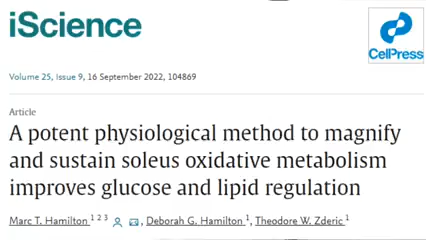 iScience
CellPress
Volume 25, Issue 9, 16 September 2022, 104869
Article
A potent physiological method to magnify
and sustain soleus oxidative metabolism
improves glucose and lipid regulation
Marc T. Hamilton 1 2 3 , Deborah G. Hamilton 1, Theodore W. Zderic 1